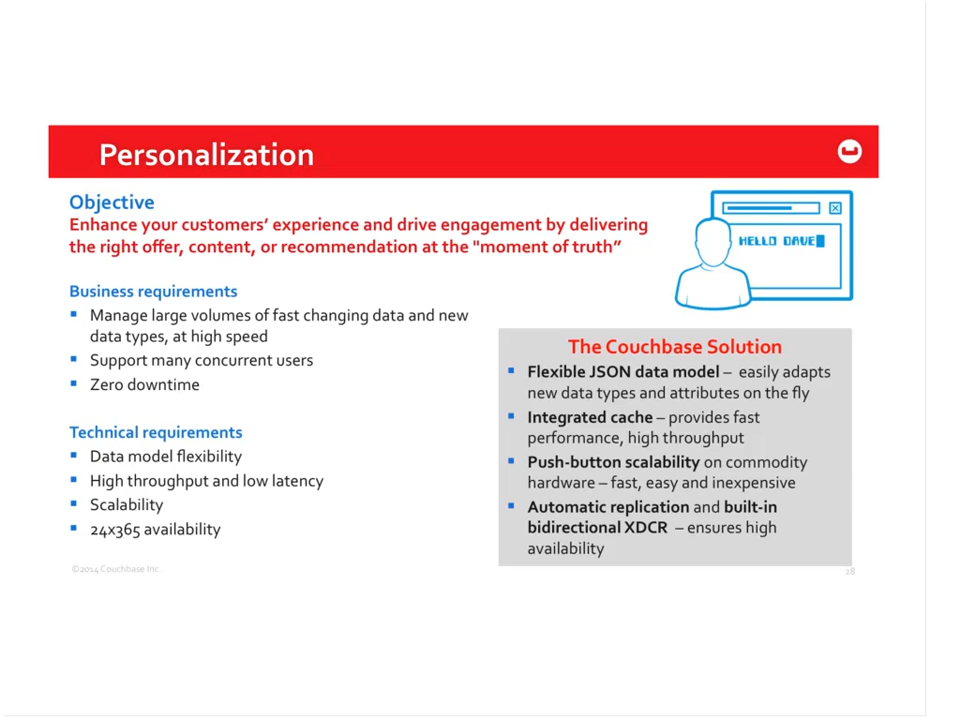 Personalization
Objective
Enhance your customers’ experience and drive engagement by delivering
the right offer, content, or recommendation at the "moment of truth”
HELLO DAVE
Business requirements
Manage large volumes of fast changing data and new
data types, at high speed
Support many concurrent users
Zero downtime
Technical requirements
Data model flexibility
High throughput and low latency
Scalability
24x365 availability
The Couchbase Solution
Flexible JSON data model – easily adapts
new data types and attributes on the fly
Integrated cache – provides fast
performance, high throughput
Push-button scalability on commodity
hardware – fast, easy and inexpensive
Automatic replication and built-in
bidirectional XDCR – ensures high
availability
©2014 Couchbase Inc.
28